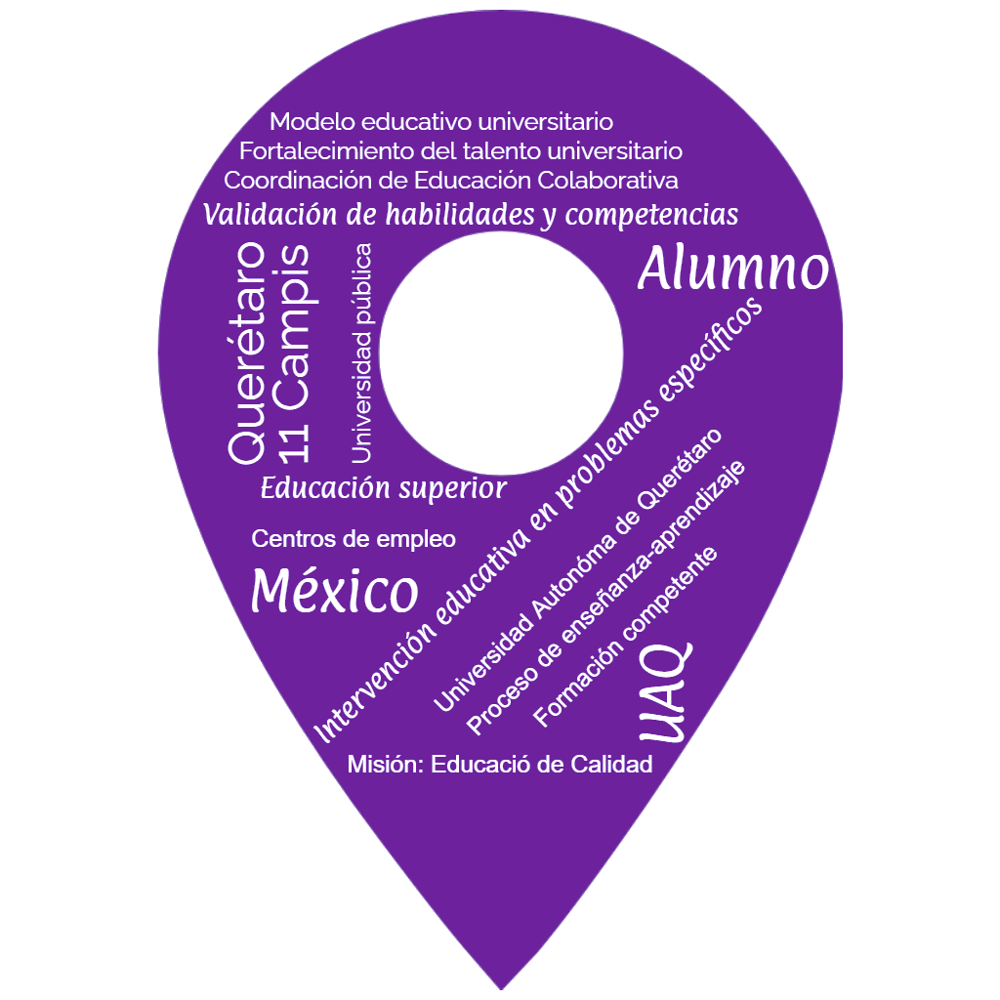 Modelo educativo universitario
Fortalecimiento del talento universitario
Coordinación de Educación Colaborativa
Validación de habilidades y competencias
Querétaro
11 Campis
Universidad pública
Alumno
Educación superior
Centros de empleo
México
Intervención educativa en problemas específicos
Universidad Autonóma de Querétaro
Proceso de enseñanza-aprendizaje
Formación competente
UAQ
Misión: Educació de Calidad